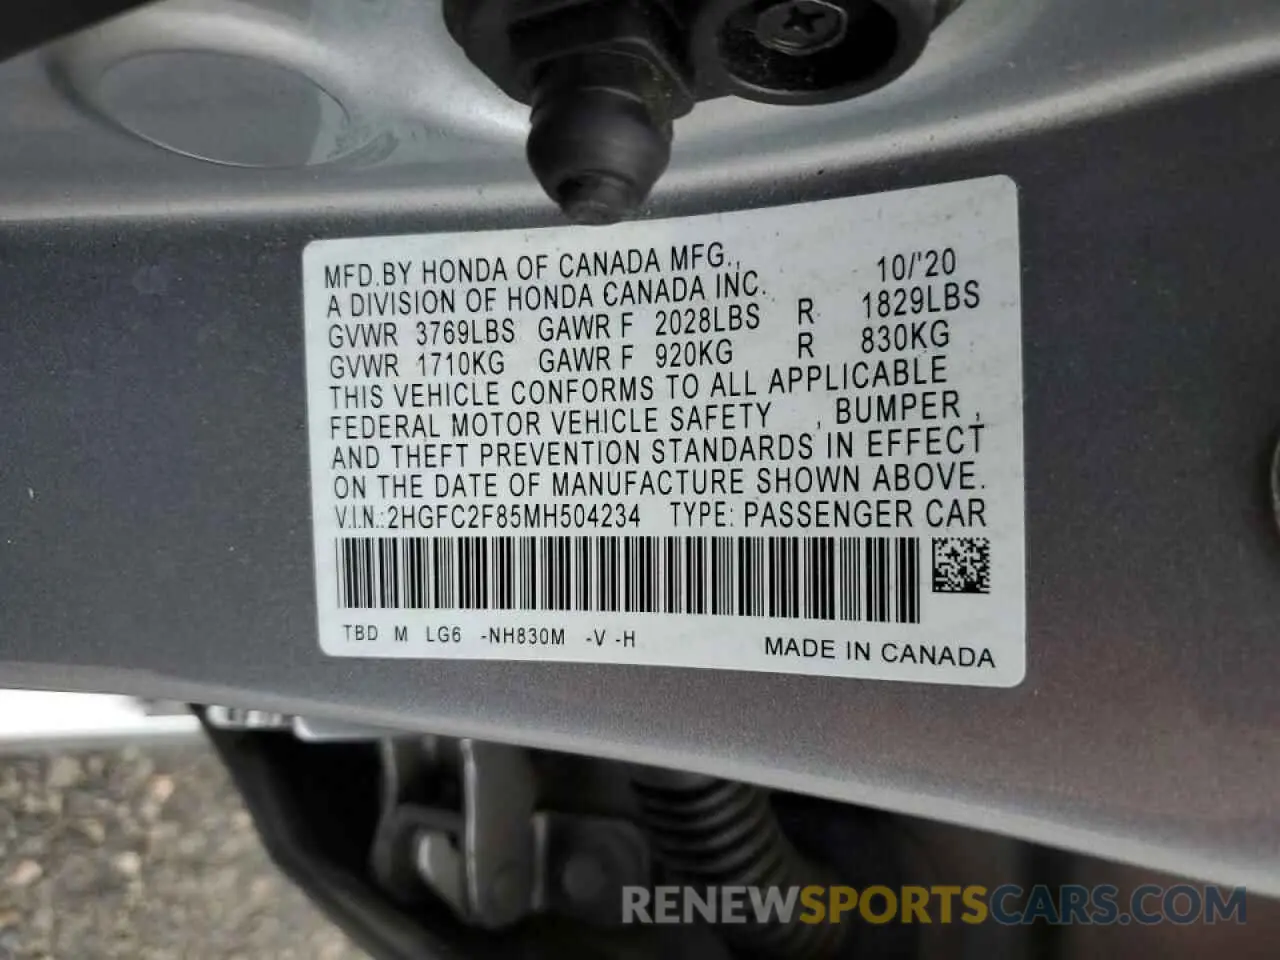 MFD.BY HONDA OF CANADA MFG., 10/'20
A DIVISION OF HONDA CANADA INC.
GVWR 3769LBS GAWR F 2028LBS R 1829LBS
GVWR 1710KG GAWR F 920KG R 830KG
THIS VEHICLE CONFORMS TO ALL APPLICABLE
FEDERAL MOTOR VEHICLE SAFETY , BUMPER ,
AND THEFT PREVENTION STANDARDS IN EFFECT
ON THE DATE OF MANUFACTURE SHOWN ABOVE.
V.I.N.:2HGFC2F85MH504234 TYPE: PASSENGER CAR
TBD M LG6 -NH830M -V -H
MADE IN CANADA
RENEWSPORTSCARS.COM